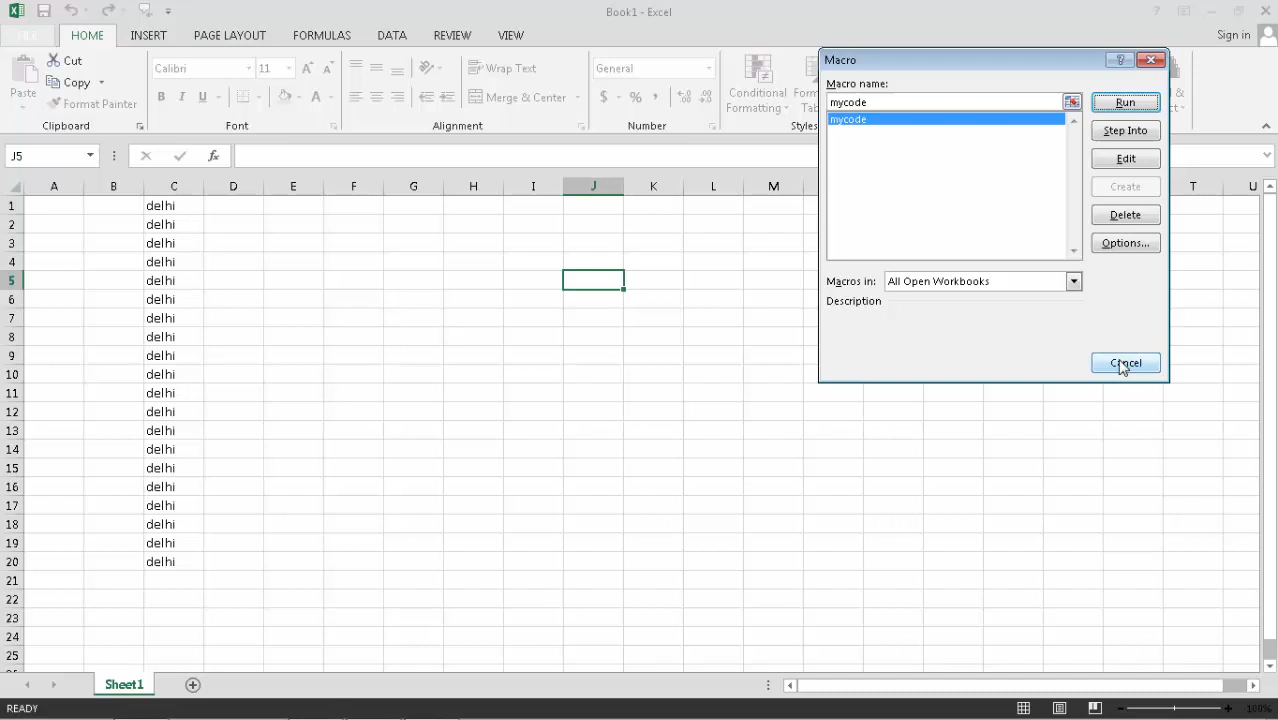 Book1 - Excel
FILE HOME INSERT PAGE LAYOUT FORMULAS DATA REVIEW VIEW Sign in
Paste Cut Copy Format Painter Clipboard
Calibri 11 B I U A A A Font
Wrap Text Merge & Center Alignment
General $ % , Number
Conditional Formatting Styles
J5 fx
A B C D E F G H I J K L M T U
1 delhi
2 delhi
3 delhi
4 delhi
5 delhi
6 delhi
7 delhi
8 delhi
9 delhi
10 delhi
11 delhi
12 delhi
13 delhi
14 delhi
15 delhi
16 delhi
17 delhi
18 delhi
19 delhi
20 delhi
21
22
23
24
25
Macro
Macro name:
mycode Run
mycode
Step Into
Edit
Create
Delete
Options...
Macros in: All Open Workbooks
Description
Cancel
Sheet1
READY 100%